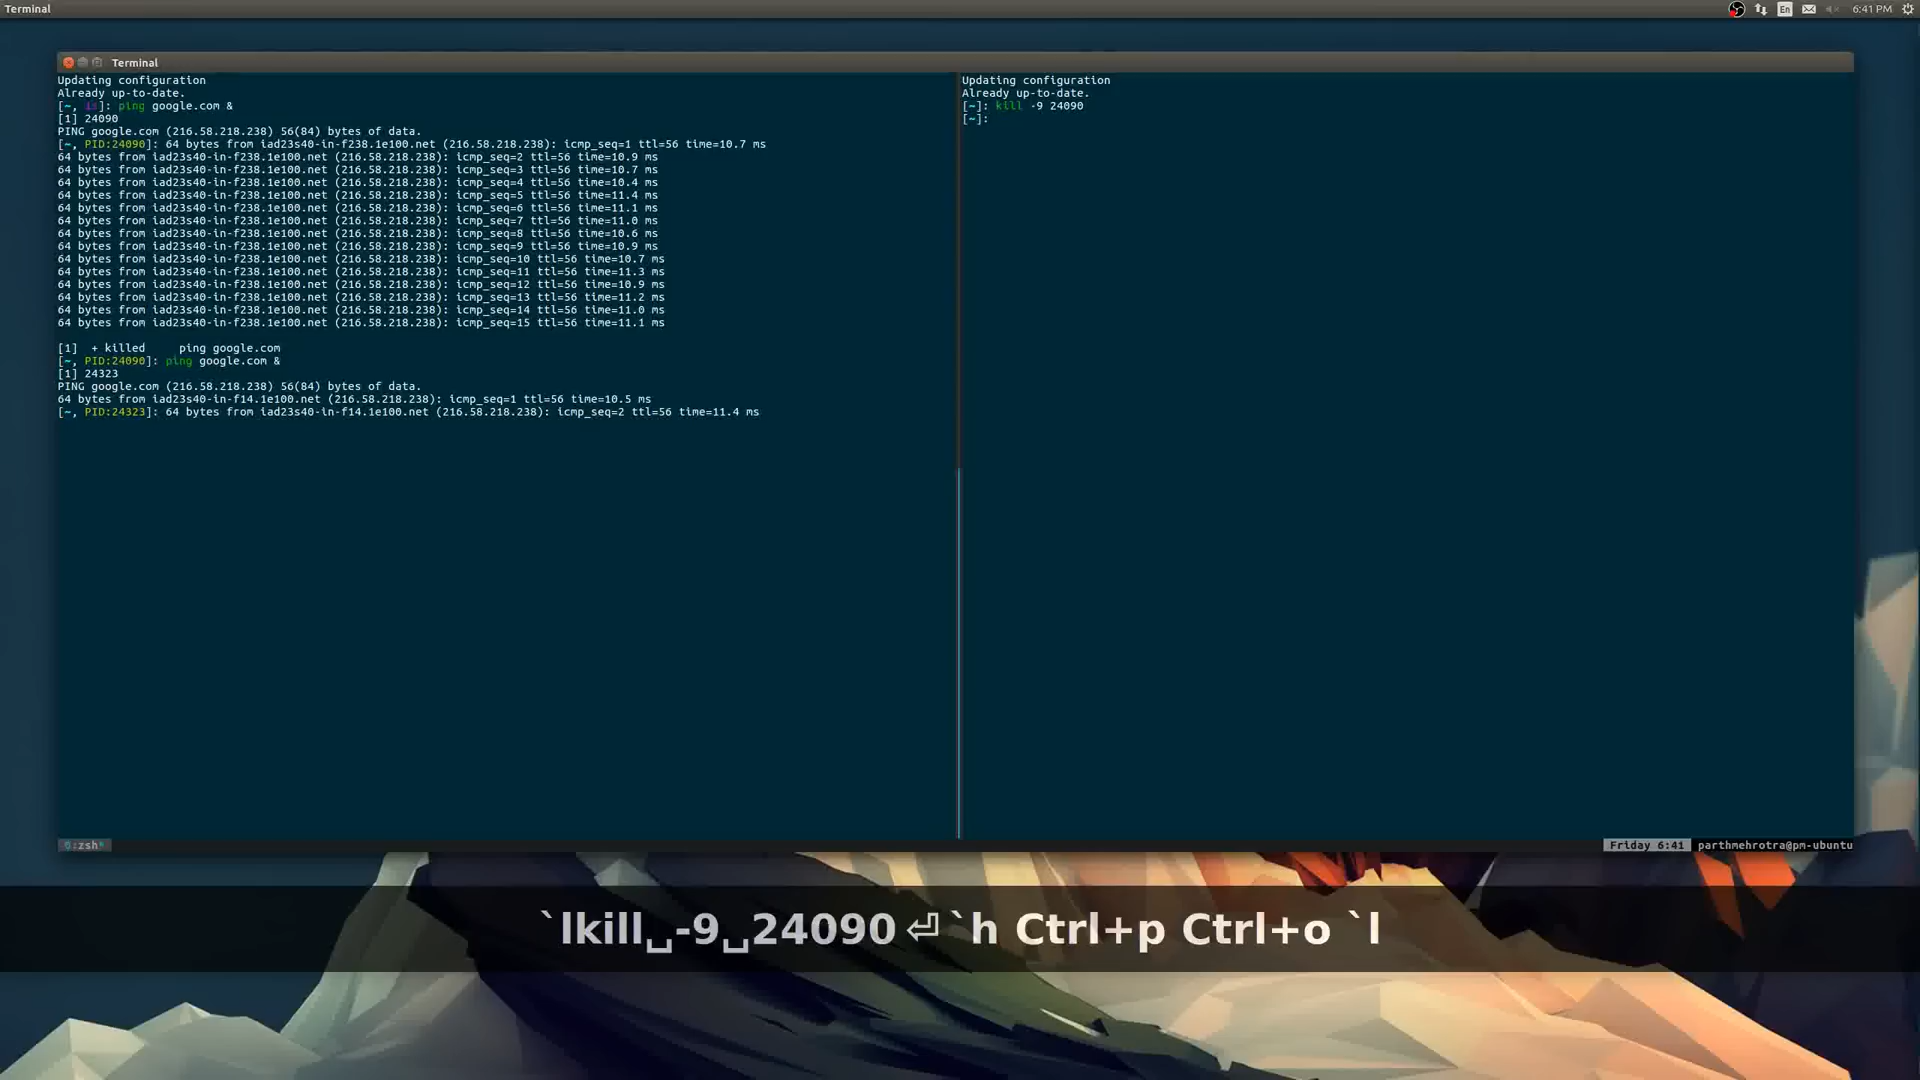 Terminal
En
6:41 PM
Terminal
Updating configuration
Already up-to-date.
[~, is]: ping google.com &
[1] 24090
PING google.com (216.58.218.238) 56(84) bytes of data.
[~, PID:24090]: 64 bytes from iad23s40-in-f238.1e100.net (216.58.218.238): icmp_seq=1 ttl=56 time=10.7 ms
64 bytes from iad23s40-in-f238.1e100.net (216.58.218.238): icmp_seq=2 ttl=56 time=10.9 ms
64 bytes from iad23s40-in-f238.1e100.net (216.58.218.238): icmp_seq=3 ttl=56 time=10.7 ms
64 bytes from iad23s40-in-f238.1e100.net (216.58.218.238): icmp_seq=4 ttl=56 time=10.4 ms
64 bytes from iad23s40-in-f238.1e100.net (216.58.218.238): icmp_seq=5 ttl=56 time=11.4 ms
64 bytes from iad23s40-in-f238.1e100.net (216.58.218.238): icmp_seq=6 ttl=56 time=11.1 ms
64 bytes from iad23s40-in-f238.1e100.net (216.58.218.238): icmp_seq=7 ttl=56 time=11.0 ms
64 bytes from iad23s40-in-f238.1e100.net (216.58.218.238): icmp_seq=8 ttl=56 time=10.6 ms
64 bytes from iad23s40-in-f238.1e100.net (216.58.218.238): icmp_seq=9 ttl=56 time=10.9 ms
64 bytes from iad23s40-in-f238.1e100.net (216.58.218.238): icmp_seq=10 ttl=56 time=10.7 ms
64 bytes from iad23s40-in-f238.1e100.net (216.58.218.238): icmp_seq=11 ttl=56 time=11.3 ms
64 bytes from iad23s40-in-f238.1e100.net (216.58.218.238): icmp_seq=12 ttl=56 time=10.9 ms
64 bytes from iad23s40-in-f238.1e100.net (216.58.218.238): icmp_seq=13 ttl=56 time=11.2 ms
64 bytes from iad23s40-in-f238.1e100.net (216.58.218.238): icmp_seq=14 ttl=56 time=11.0 ms
64 bytes from iad23s40-in-f238.1e100.net (216.58.218.238): icmp_seq=15 ttl=56 time=11.1 ms
[1]  + killed     ping google.com
[~, PID:24090]: ping google.com &
[1] 24323
PING google.com (216.58.218.238) 56(84) bytes of data.
64 bytes from iad23s40-in-f14.1e100.net (216.58.218.238): icmp_seq=1 ttl=56 time=10.5 ms
[~, PID:24323]: 64 bytes from iad23s40-in-f14.1e100.net (216.58.218.238): icmp_seq=2 ttl=56 time=11.4 ms
Updating configuration
Already up-to-date.
[~]: kill -9 24090
[~]:
0:zsh*
Friday 6:41 parthmehrotra@pm-ubuntu
`lkill␣-9␣24090⏎`h Ctrl+p Ctrl+o `l